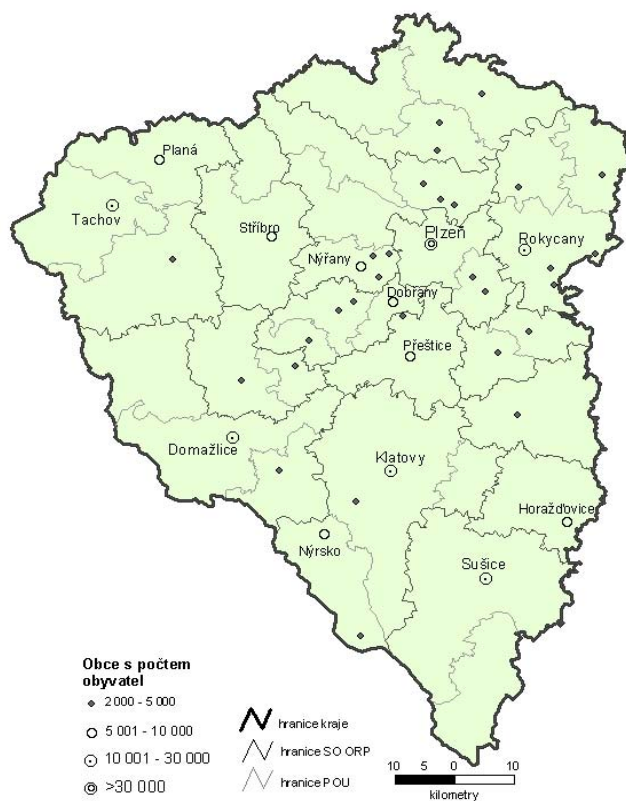 Planá
Tachov
Stříbro
Plzeň
Rokycany
Nýřany
Dobřany
Přeštice
Domažlice
Klatovy
Horažďovice
Nýrsko
Sušice
Obce s počtem
obyvatel
2 000 - 5 000
5 001 - 10 000
10 001 - 30 000
>30 000
hranice kraje
hranice SO ORP
hranice POU
10 5 0 10
kilometry